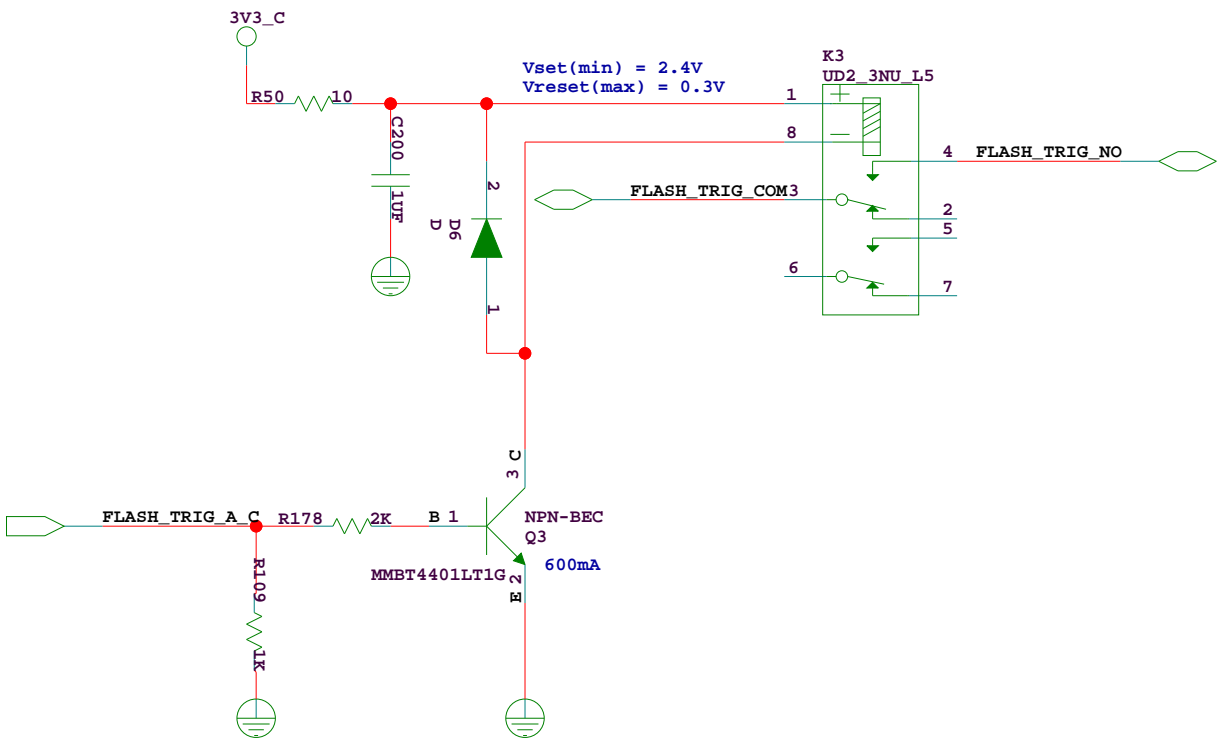 3V3_C
R50
10
C200
1UF
Vset(min) = 2.4V
Vreset(max) = 0.3V
K3
UD2_3NU_L5
1
8
4
FLASH_TRIG_NO
FLASH_TRIG_COM
3
2
5
6
7
2
D6
D
1
C
3
FLASH_TRIG_A_C
R178
2K
B
1
NPN-BEC
Q3
600mA
MMBT4401LT1G
2
E
R109
1K